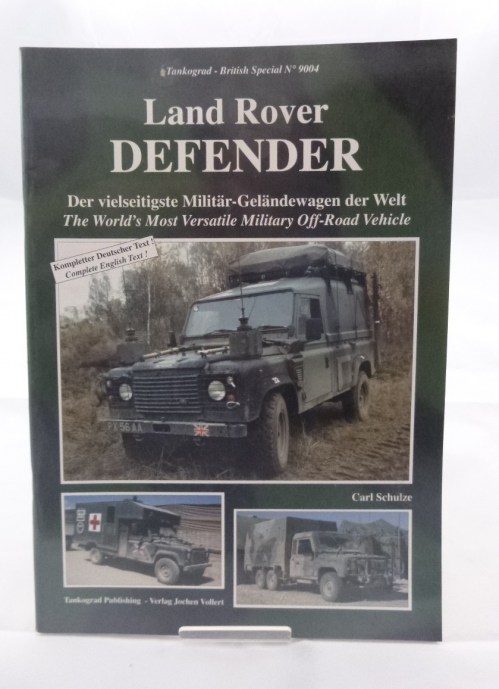 Tankograd - British Special N° 9004
Land Rover
DEFENDER
Der vielseitigste Militär-Geländewagen der Welt
The World's Most Versatile Military Off-Road Vehicle
Kompletter Deutscher Text !
Complete English Text !
Carl Schulze
Tankograd Publishing - Verlag Jochen Vollert